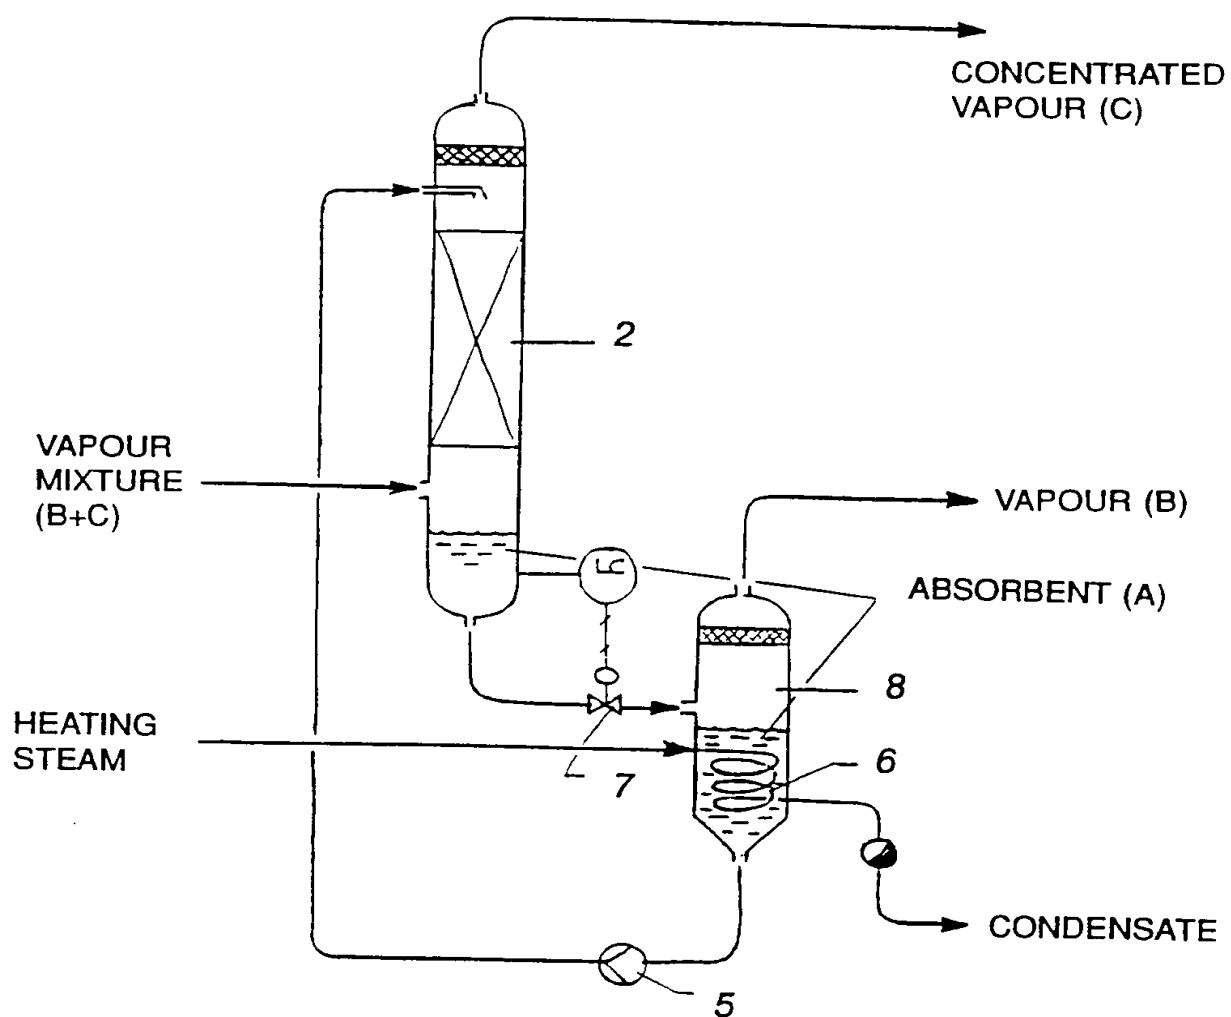 CONCENTRATED
VAPOUR (C)
2
VAPOUR
MIXTURE
(B+C)
VAPOUR (B)
ABSORBENT (A)
8
HEATING
STEAM
7
6
CONDENSATE
5